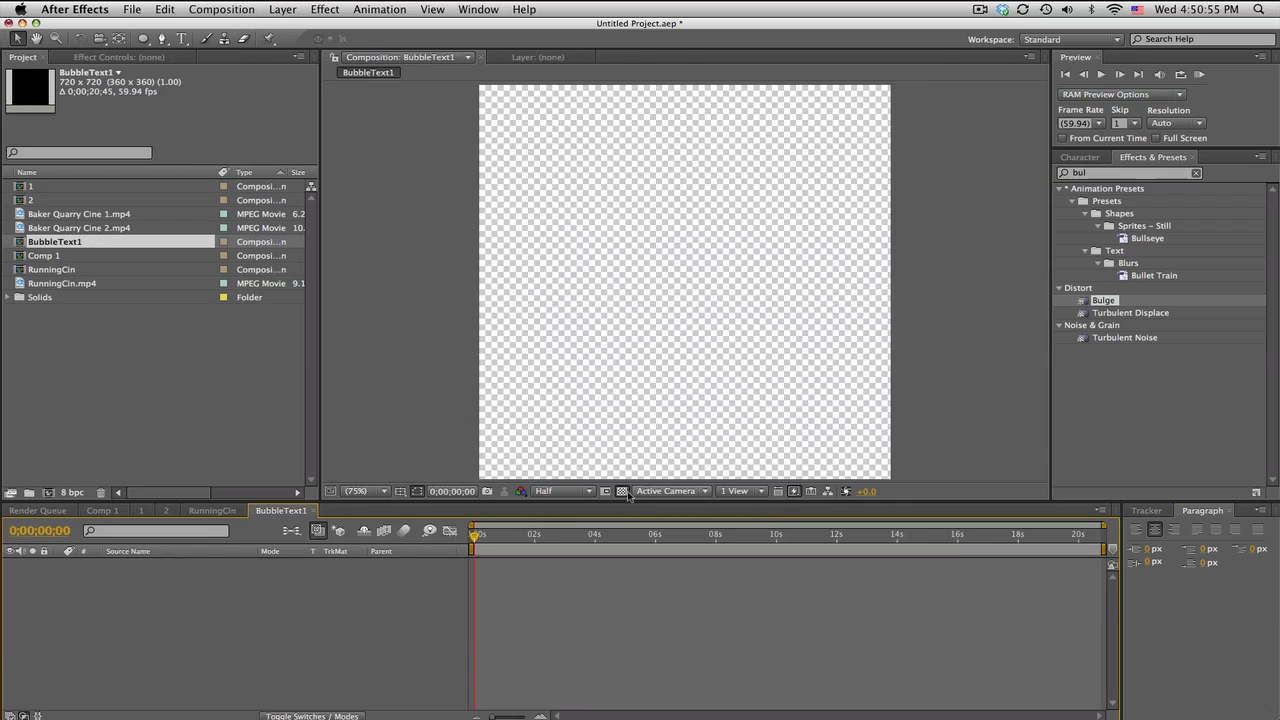 After Effects File Edit Composition Layer Effect Animation View Window Help Wed 4:50:55 PM
Untitled Project.aep *
Workspace: Standard Search Help
Project Effect Controls: (none) Composition: BubbleText1 Layer: (none) Preview
BubbleText1
720 x 720 (360 x 360) (1.00)
Δ 0;00;20;45, 59.94 fps
BubbleText1
RAM Preview Options
Frame Rate Skip Resolution
(59.94) 1 Auto
From Current Time Full Screen
Character Effects & Presets
bul
Name Type Size
1 Composi...n
2 Composi...n
Baker Quarry Cine 1.mp4 MPEG Movie 6.2
Baker Quarry Cine 2.mp4 MPEG Movie 10.
BubbleText1 Composi...n
Comp 1 Composi...n
RunningCin Composi...n
RunningCin.mp4 MPEG Movie 9.1
Solids Folder
* Animation Presets
Presets
Shapes
Sprites – Still
Bullseye
Text
Blurs
Bullet Train
Distort
Bulge
Turbulent Displace
Noise & Grain
Turbulent Noise
8 bpc
(75%) 0;00;00;00 Half Active Camera 1 View +0.0
Render Queue Comp 1 1 2 RunningCin BubbleText1
Tracker Paragraph
0;00;00;00
00s 02s 04s 06s 08s 10s 12s 14s 16s 18s 20s
# Source Name Mode T TrkMat Parent
0 px 0 px 0 px
0 px 0 px
Toggle Switches / Modes